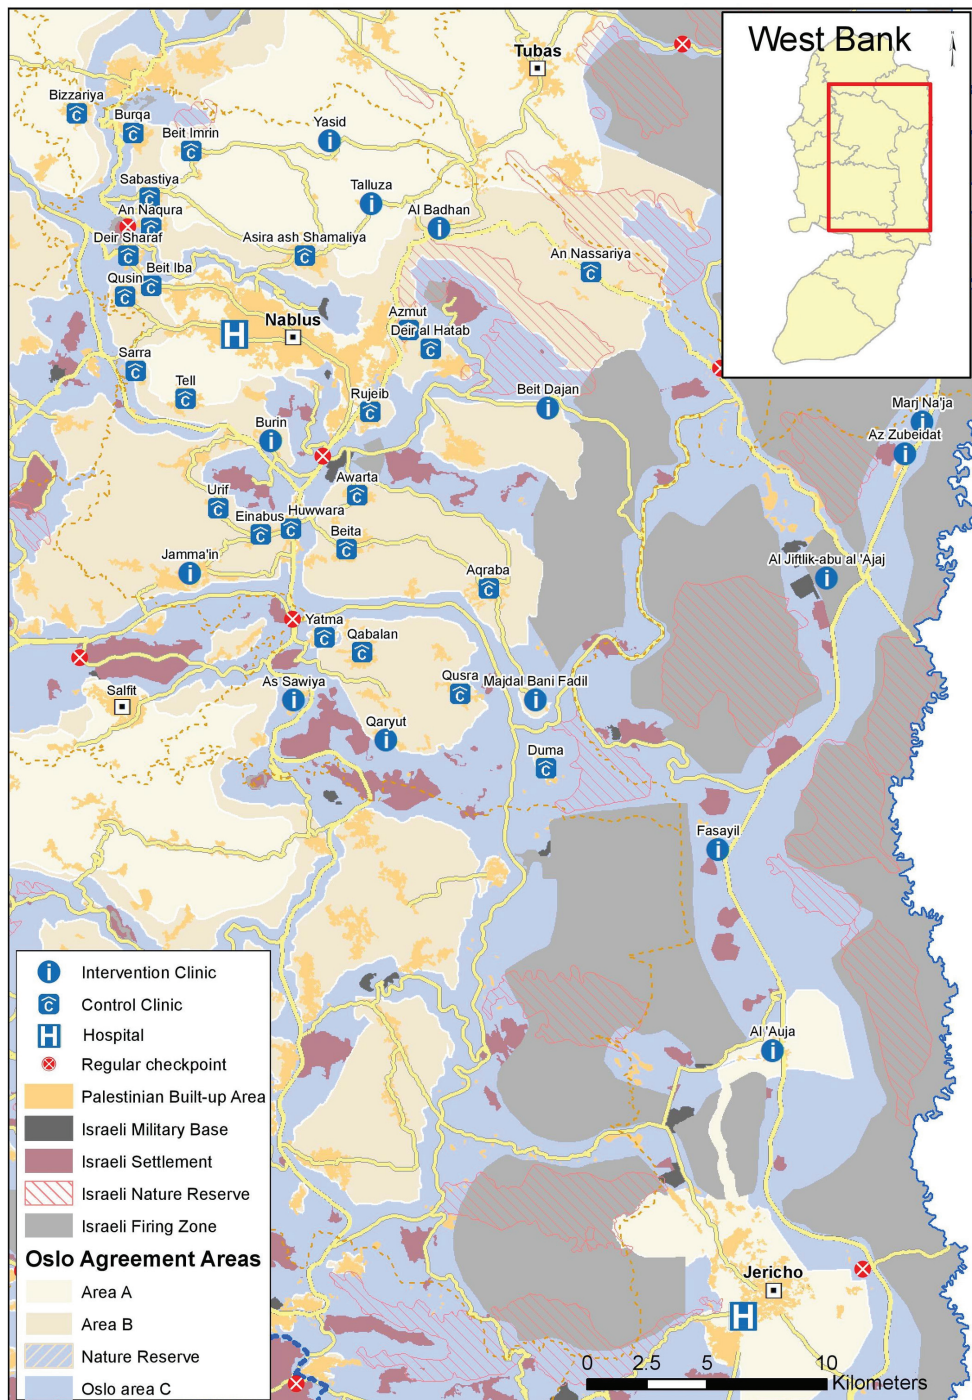 West Bank
Tubas
Bizzariya
Burqa
Beit Imrin
Yasid
Sabastiya
Talluza
An Naqura
Al Badhan
Deir Sharaf
Asira ash Shamaliya
Beit Iba
An Nassariya
Qusin
Nablus
Azmut
Deir al Hatab
Sarra
Tell
Rujeib
Beit Dajan
Marj Na'ja
Burin
Az Zubeidat
Awarta
Urif
Huwwara
Einabus
Beita
Jamma'in
Al Jiftlik-abu al 'Ajaj
Aqraba
Yatma
Qabalan
Qusra
Majdal Bani Fadil
Salfit
As Sawiya
Qaryut
Duma
Fasayil
Al 'Auja
Jericho
Intervention Clinic
Control Clinic
Hospital
Regular checkpoint
Palestinian Built-up Area
Israeli Military Base
Israeli Settlement
Israeli Nature Reserve
Israeli Firing Zone
Oslo Agreement Areas
Area A
Area B
Nature Reserve
Oslo area C
0 2.5 5 10
Kilometers